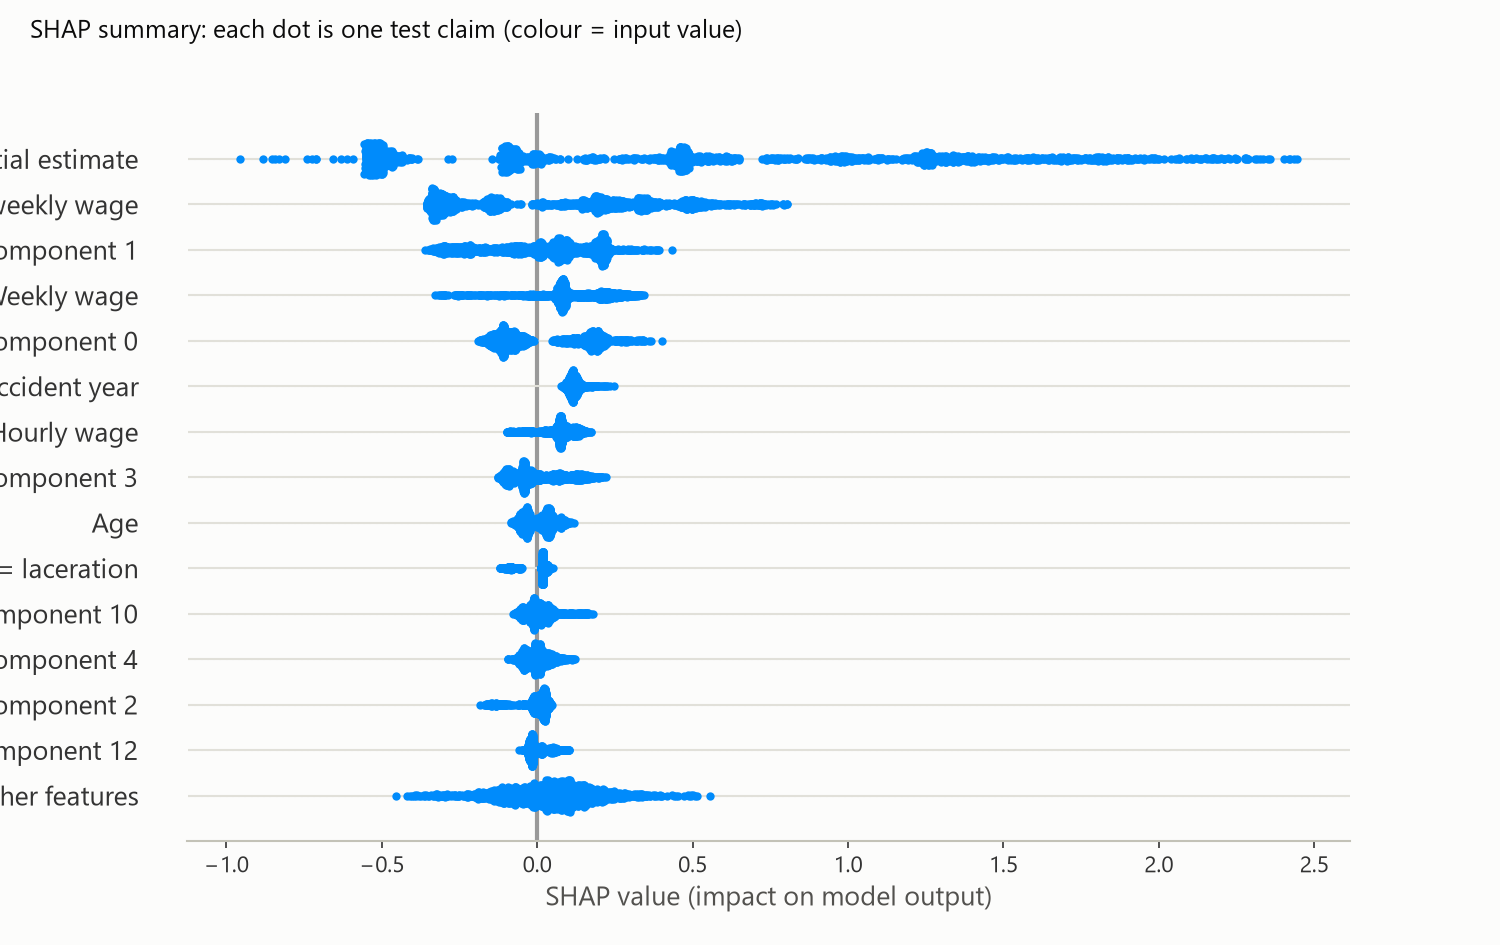 SHAP summary: each dot is one test claim (colour = input value)
tial estimate
weekly wage
omponent 1
Weekly wage
omponent 0
ccident year
Hourly wage
omponent 3
Age
= laceration
mponent 10
omponent 4
omponent 2
mponent 12
her features
−1.0 −0.5 0.0 0.5 1.0 1.5 2.0 2.5
SHAP value (impact on model output)